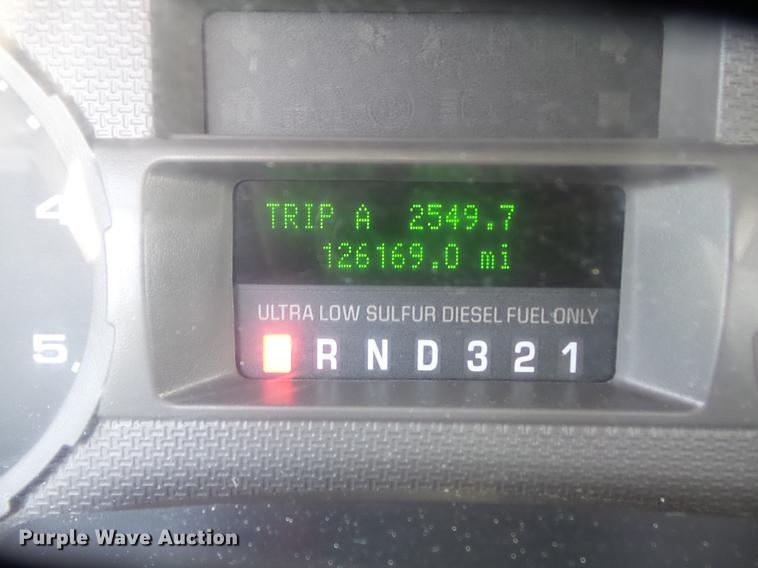 TRIP A 2549.7
4
126169.0 mi
ULTRA LOW SULFUR DIESEL FUEL ONLY
5
R N D 3 2 1
Purple Wave Auction